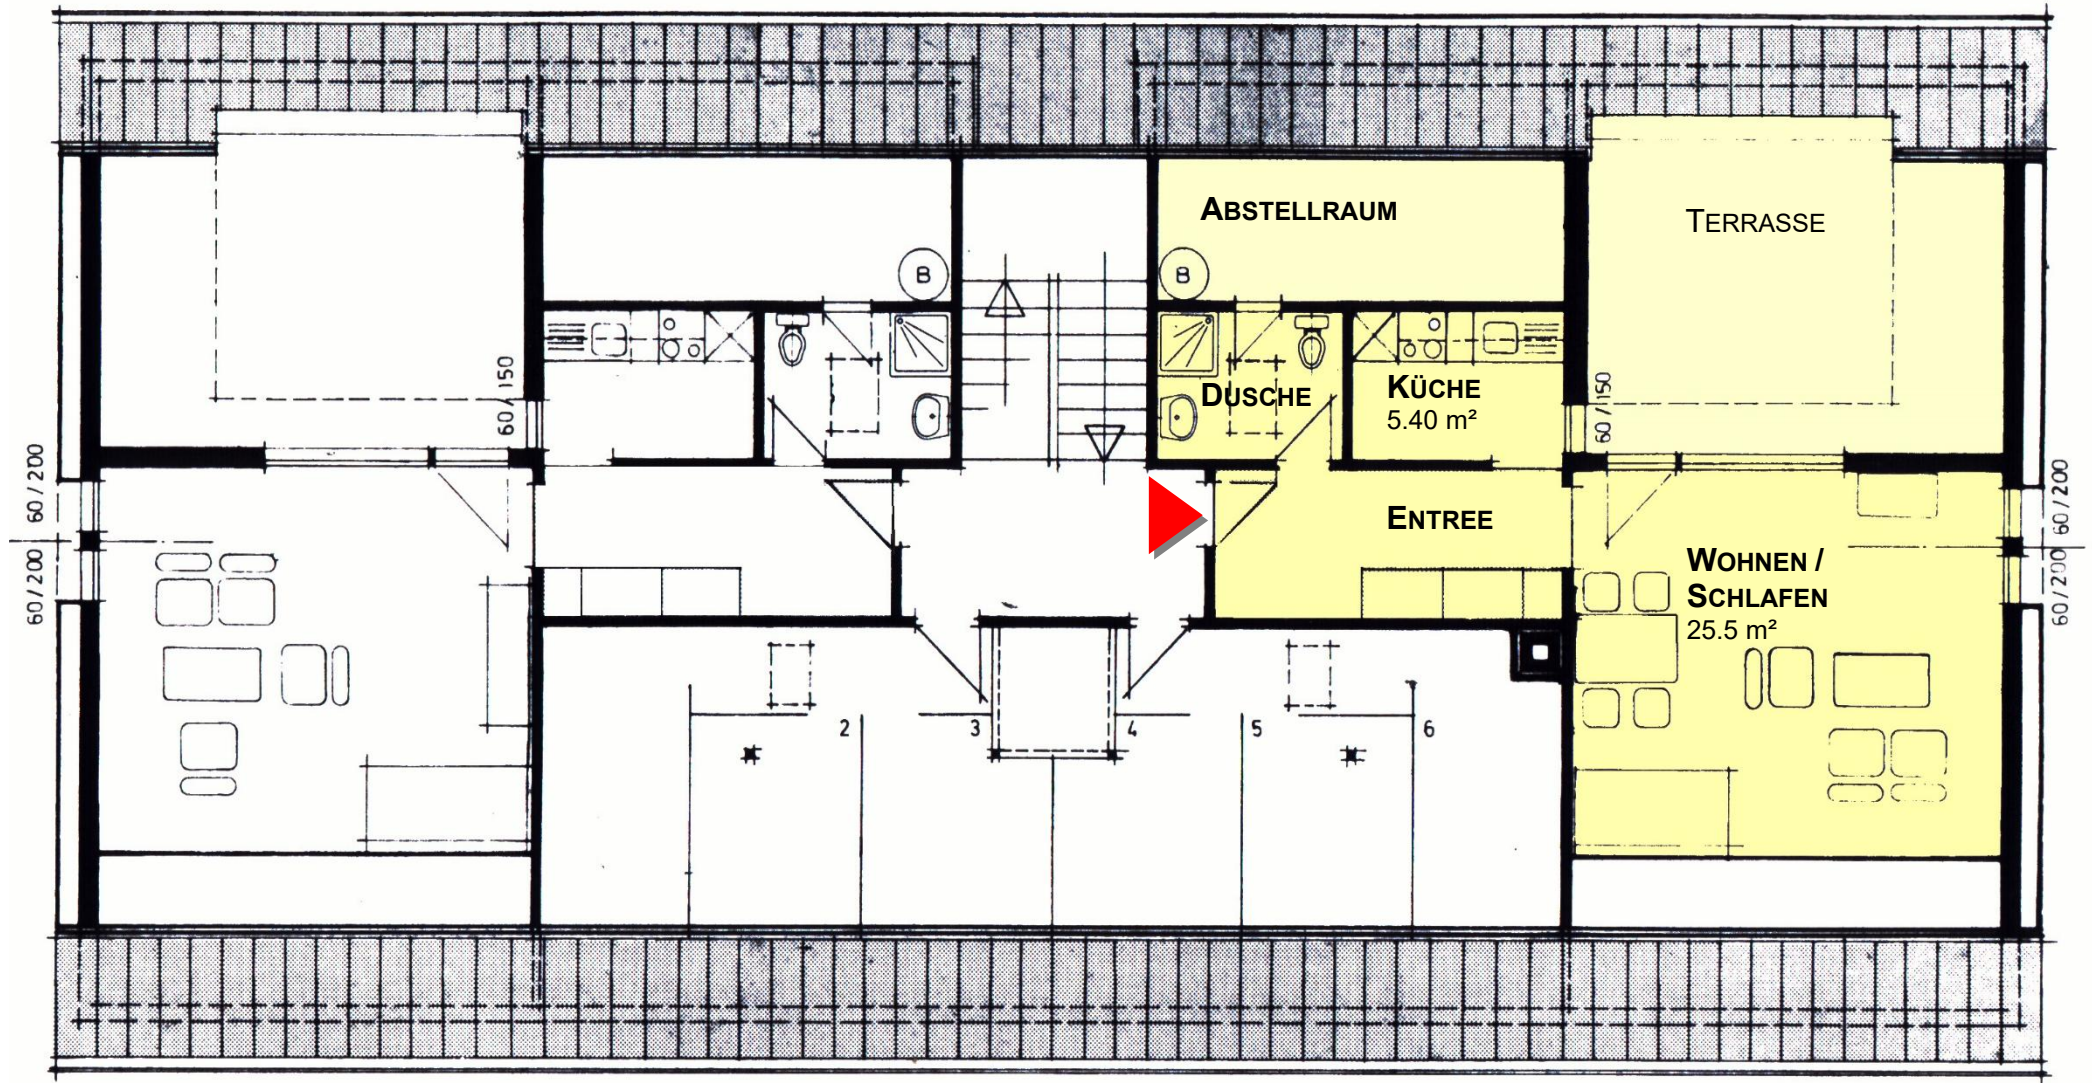 ABSTELLRAUM
TERRASSE
B
B
60/150
DUSCHE
KÜCHE
5.40 m²
60/150
60/200
60/200
ENTREE
60/200
60/200
WOHNEN /
SCHLAFEN
25.5 m²
2
3
4
5
6